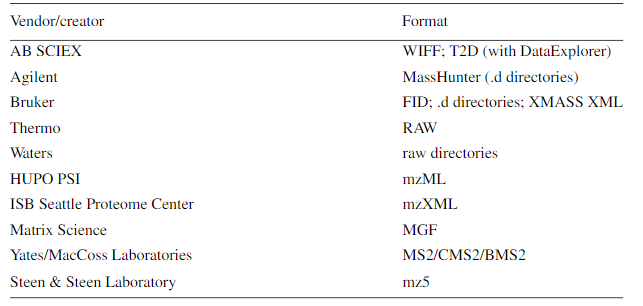 Vendor/creator Format
AB SCIEX WIFF; T2D (with DataExplorer)
Agilent MassHunter (.d directories)
Bruker FID; .d directories; XMASS XML
Thermo RAW
Waters raw directories
HUPO PSI mzML
ISB Seattle Proteome Center mzXML
Matrix Science MGF
Yates/MacCoss Laboratories MS2/CMS2/BMS2
Steen & Steen Laboratory mz5